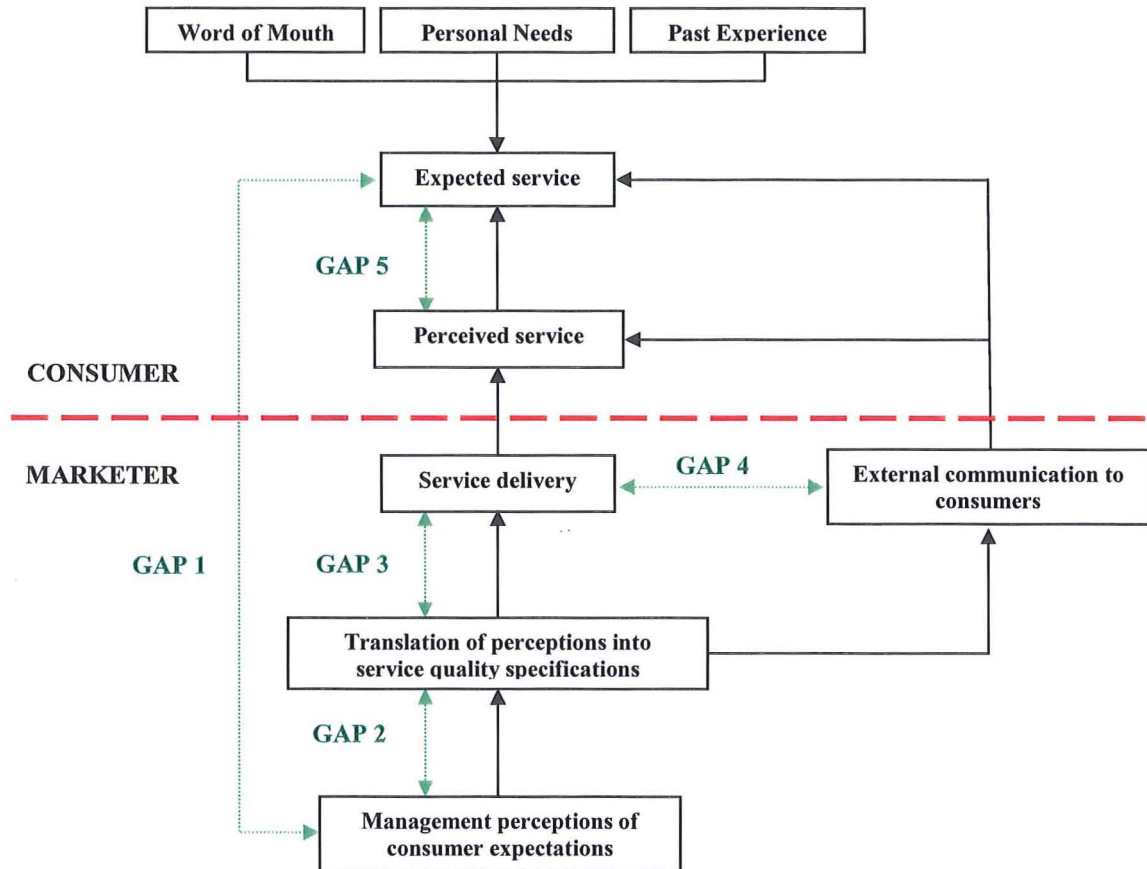 Word of Mouth
Personal Needs
Past Experience
Expected service
GAP 5
Perceived service
CONSUMER
MARKETER
Service delivery
GAP 4
External communication to
consumers
GAP 1
GAP 3
Translation of perceptions into
service quality specifications
GAP 2
Management perceptions of
consumer expectations